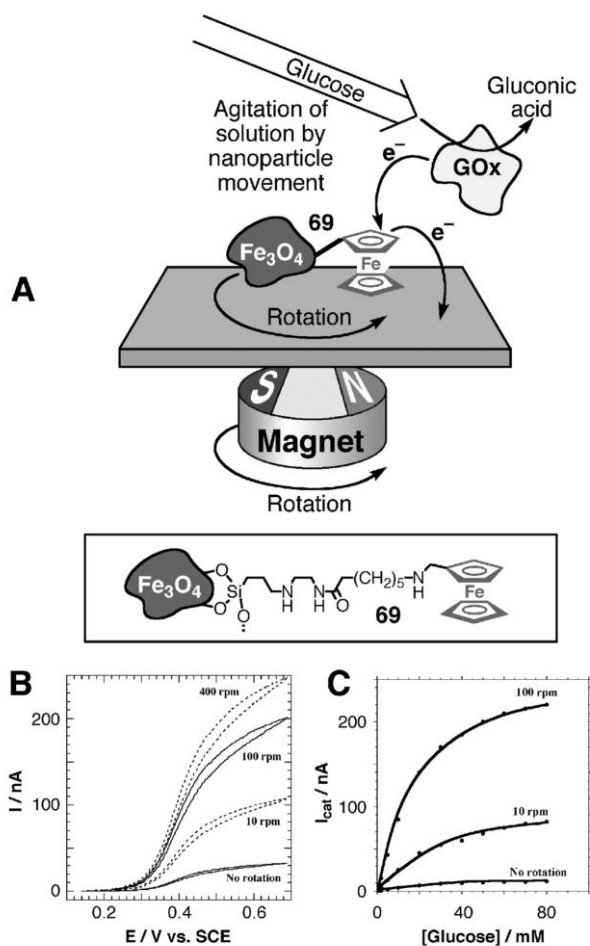 Glucose
Gluconic
acid
Agitation of
solution by
nanoparticle
movement
e−
GOx
69
e−
Fe3O4
Fe
A
Rotation
S N
Magnet
Rotation
Fe3O4
O
O
Si
O
N
H
N
H
O
(CH2)5
N
H
Fe
69
B
400 rpm
200
100 rpm
I / nA
100
10 rpm
No rotation
0
0.2 0.4 0.6
E / V vs. SCE
C
100 rpm
200
Icat / nA
100
10 rpm
No rotation
0
0 40 80
[Glucose] / mM